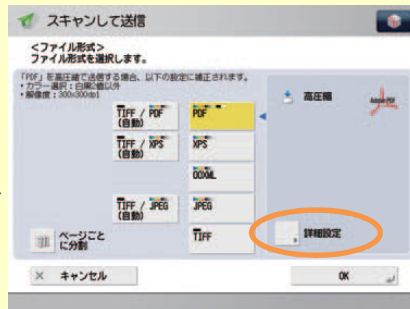 スキャンして送信
<ファイル形式>
ファイル形式を選択します。
「PDF」を高圧縮で送信する場合、以下の設定に補正されます。
・カラー選択：白黒2値以外
・解像度：300x300dpi
TIFF / PDF
(自動)
PDF
高圧縮
Adobe PDF
TIFF / XPS
(自動)
XPS
OOXML
TIFF / JPEG
(自動)
JPEG
ページごと
に分割
TIFF
詳細設定
キャンセル
OK